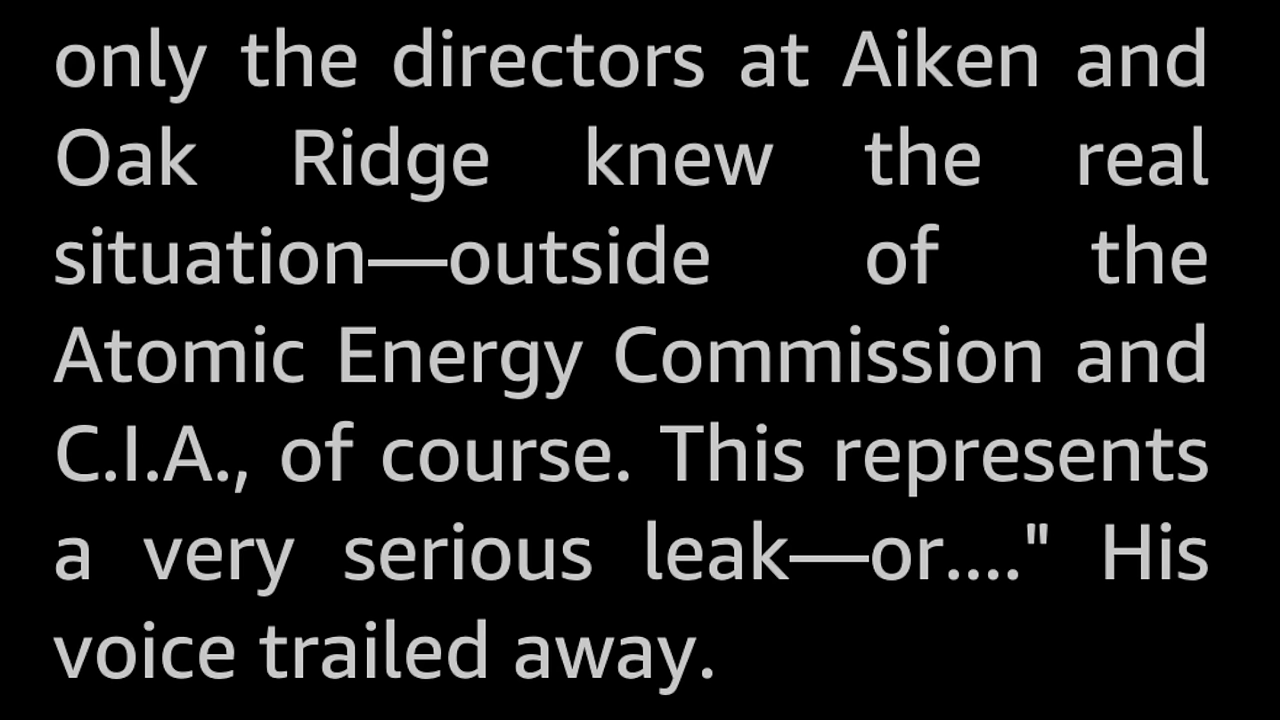 only the directors at Aiken and
Oak Ridge knew the real
situation—outside of the
Atomic Energy Commission and
C.I.A., of course. This represents
a very serious leak—or...." His
voice trailed away.